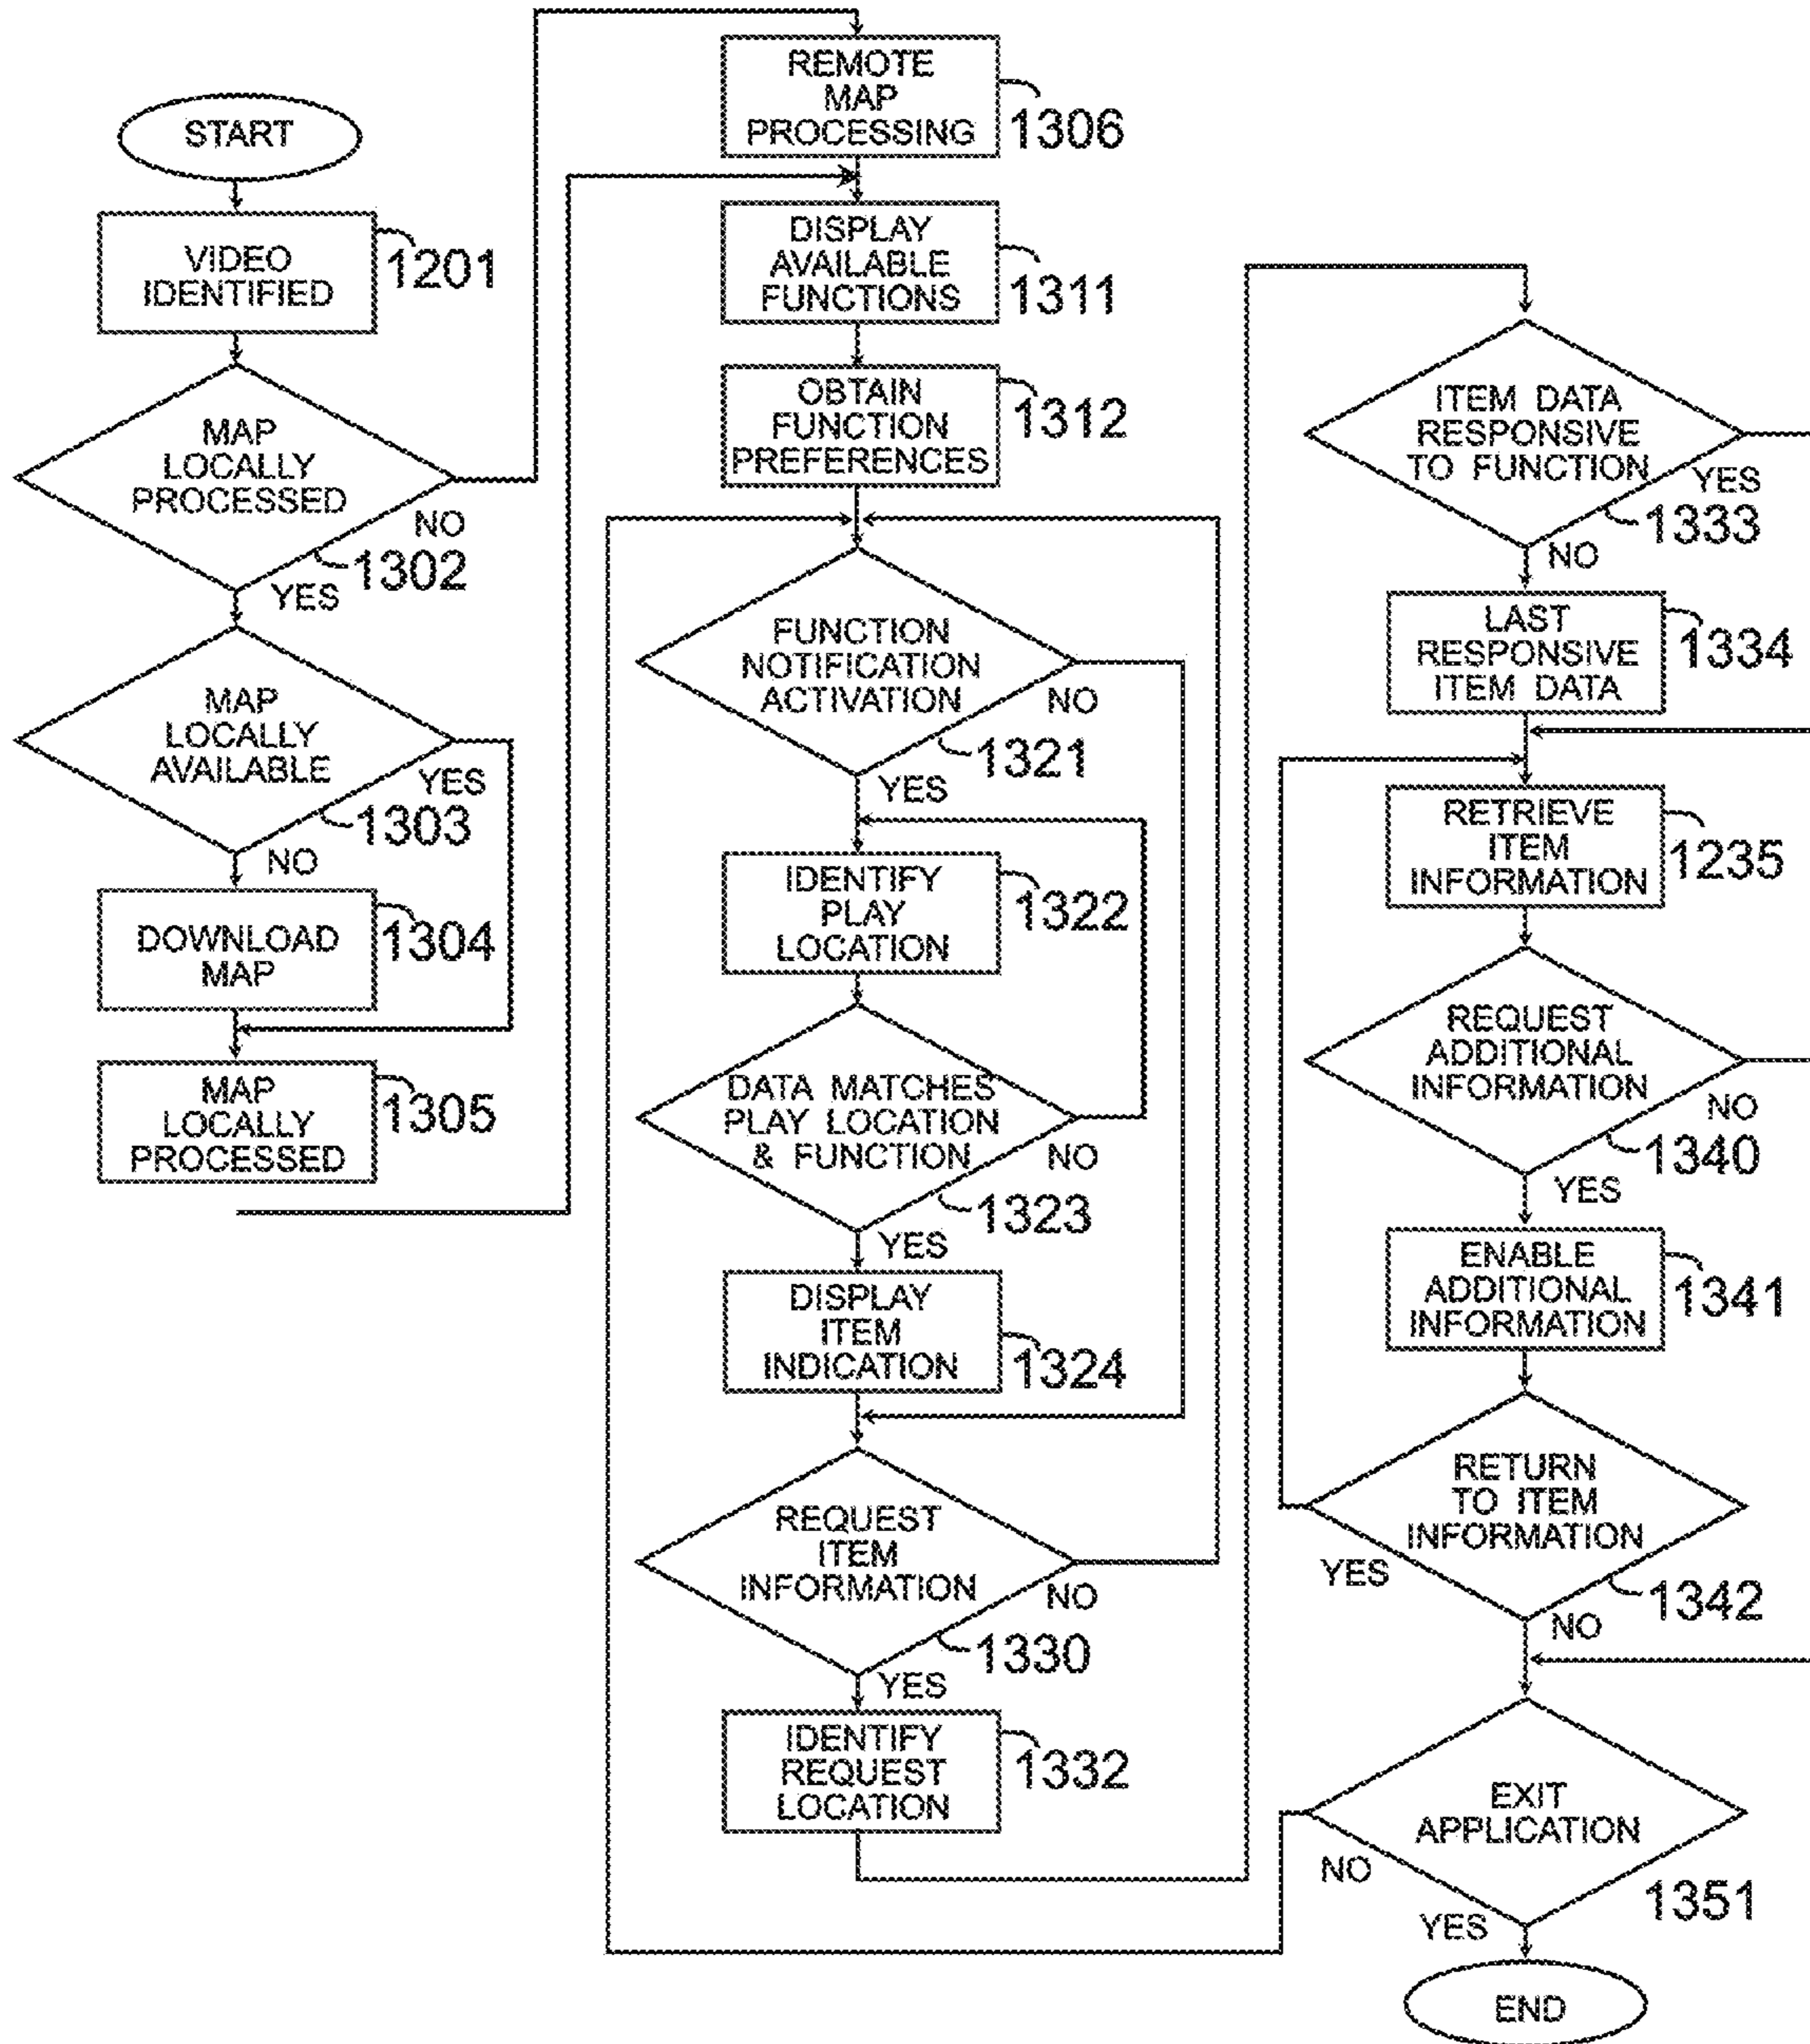 START
VIDEO
IDENTIFIED
1201
MAP
LOCALLY
PROCESSED
NO
1302
YES
MAP
LOCALLY
AVAILABLE
YES
1303
NO
DOWNLOAD
MAP
1304
MAP
LOCALLY
PROCESSED
1305
REMOTE
MAP
PROCESSING
1306
DISPLAY
AVAILABLE
FUNCTIONS
1311
OBTAIN
FUNCTION
PREFERENCES
1312
FUNCTION
NOTIFICATION
ACTIVATION
NO
1321
YES
IDENTIFY
PLAY
LOCATION
1322
DATA MATCHES
PLAY LOCATION
& FUNCTION
NO
1323
YES
DISPLAY
ITEM
INDICATION
1324
REQUEST
ITEM
INFORMATION
NO
1330
YES
IDENTIFY
REQUEST
LOCATION
1332
ITEM DATA
RESPONSIVE
TO FUNCTION
YES
1333
NO
LAST
RESPONSIVE
ITEM DATA
1334
RETRIEVE
ITEM
INFORMATION
1235
REQUEST
ADDITIONAL
INFORMATION
NO
1340
YES
ENABLE
ADDITIONAL
INFORMATION
1341
RETURN
TO ITEM
INFORMATION
YES
1342
NO
EXIT
APPLICATION
NO
1351
YES
END